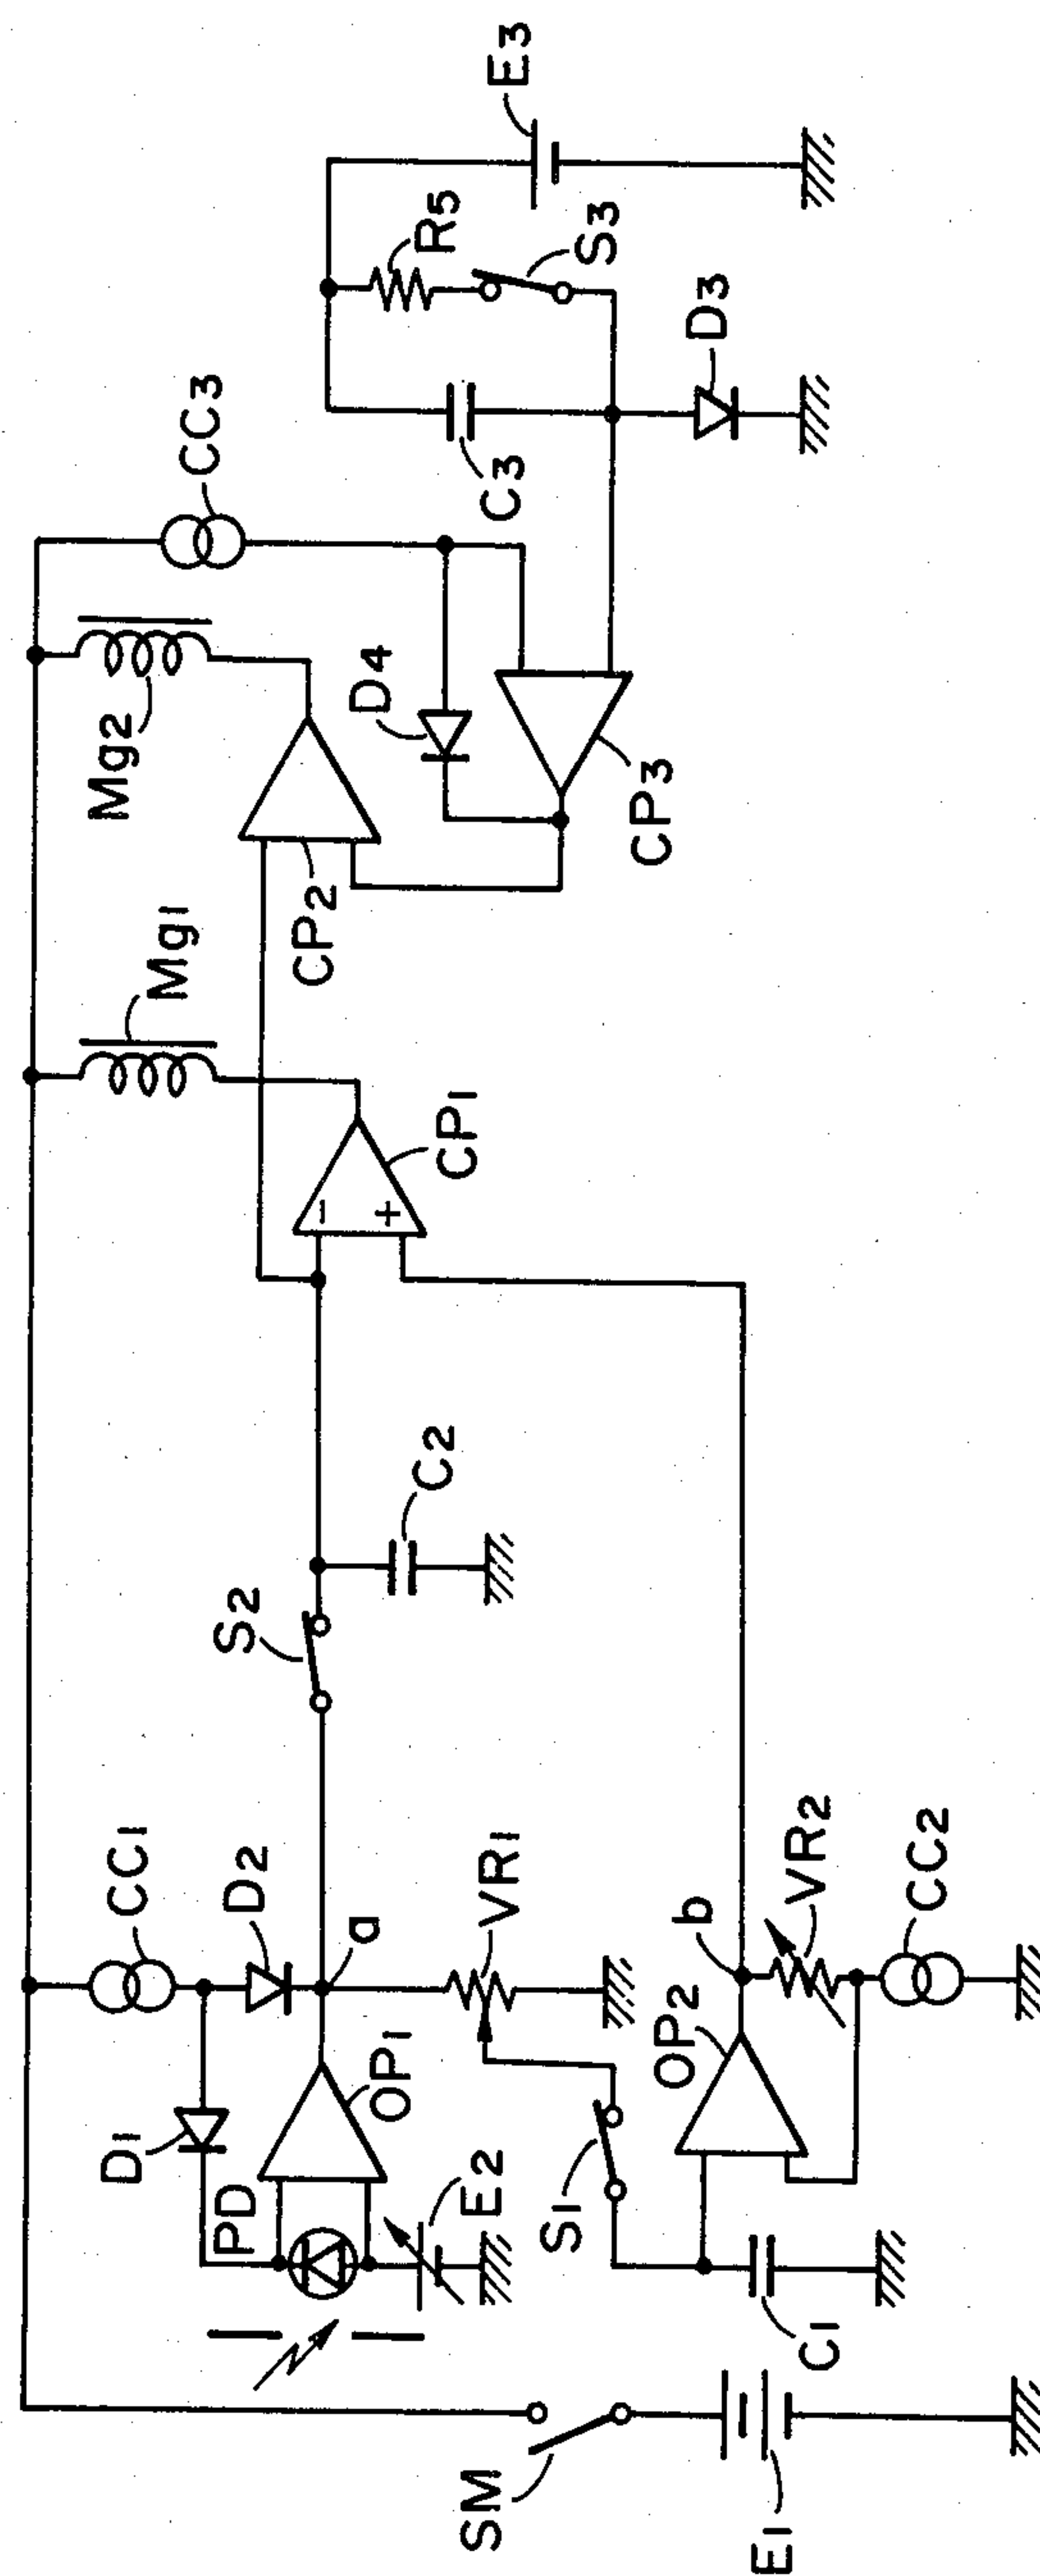 SM
E1
PD
D1
OP1
E2
CC1
D2
a
VR1
S1
C1
OP2
b
VR2
CC2
S2
C2
Mg1
-
+
CP1
Mg2
CP2
D4
CP3
CC3
C3
R5
S3
D3
E3